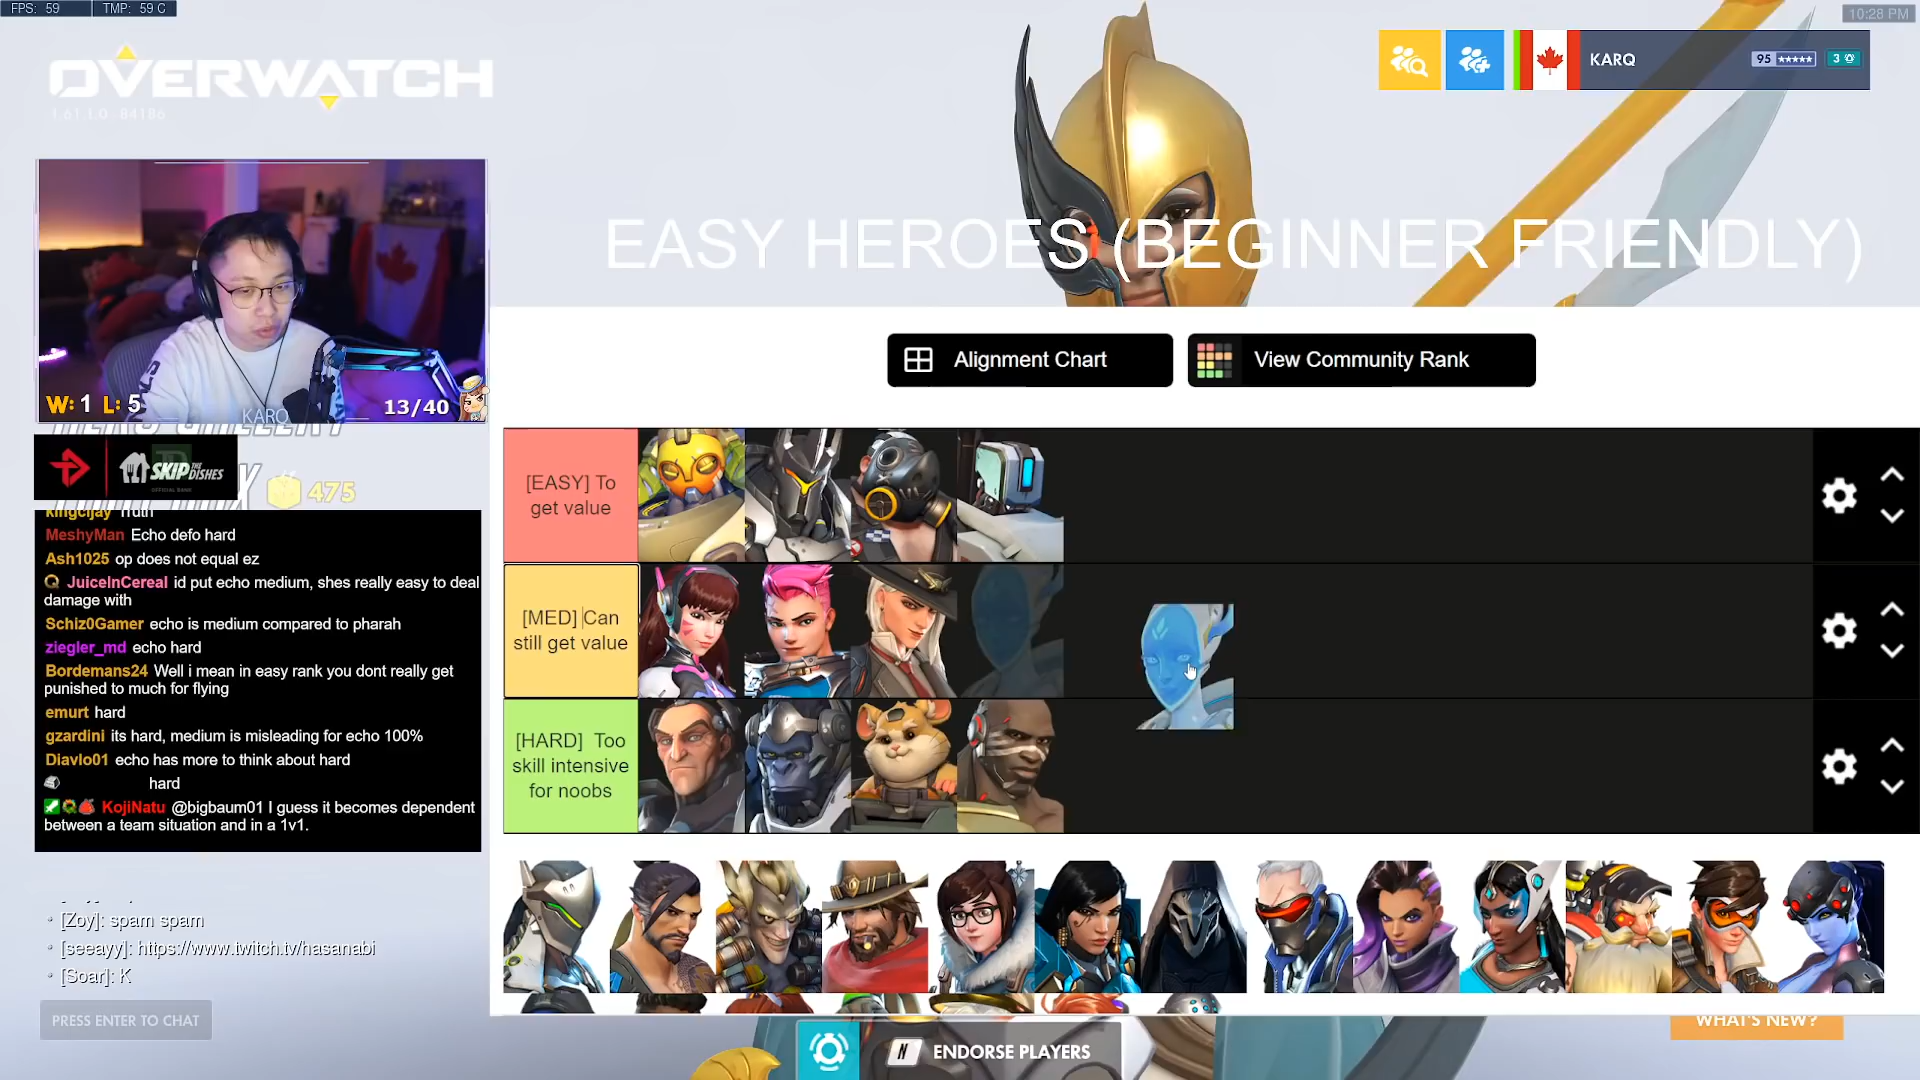 FPS: 59 TMP: 59 C
10:28 PM
OVERWATCH
1.61.1.0 84186
KARQ 95 ★★★★★ 3
EASY HEROES (BEGINNER FRIENDLY)
Alignment Chart
View Community Rank
W: 1 L: 5
KARQ
13/40
SKIP THE DISHES
475
[EASY] To
get value
[MED] Can
still get value
[HARD] Too
skill intensive
for noobs
kingcijay Truth
MeshyMan Echo defo hard
Ash1025 op does not equal ez
JuiceInCereal id put echo medium, shes really easy to deal
damage with
Schiz0Gamer echo is medium compared to pharah
ziegler_md echo hard
Bordemans24 Well i mean in easy rank you dont really get
punished to much for flying
emurt hard
gzardini its hard, medium is misleading for echo 100%
Diavlo01 echo has more to think about hard
hard
KojiNatu @bigbaum01 I guess it becomes dependent
between a team situation and in a 1v1.
• [Zoy]: spam spam
• [seeayy]: https://www.twitch.tv/hasanabi
• [Soar]: K
PRESS ENTER TO CHAT
N ENDORSE PLAYERS
WHAT'S NEW?